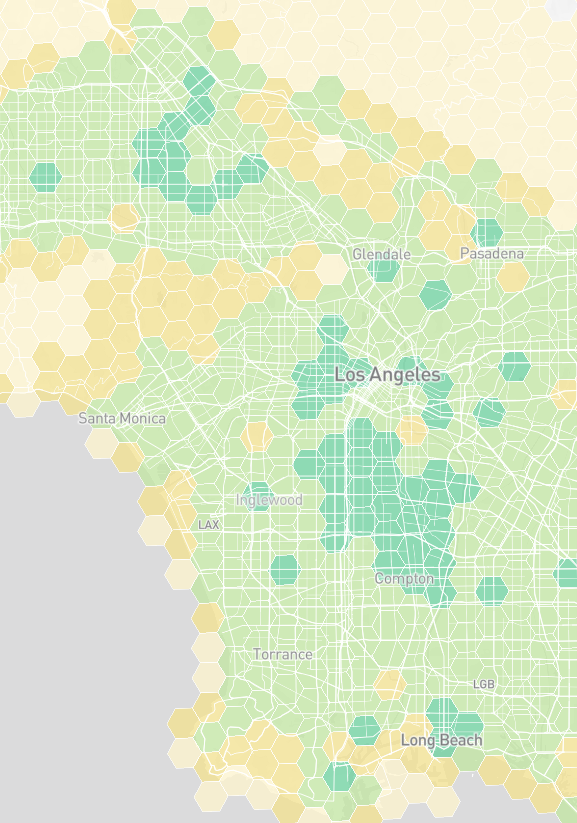 Glendale
Pasadena
Los Angeles
Santa Monica
Inglewood
LAX
Compton
Torrance
LGB
Long Beach